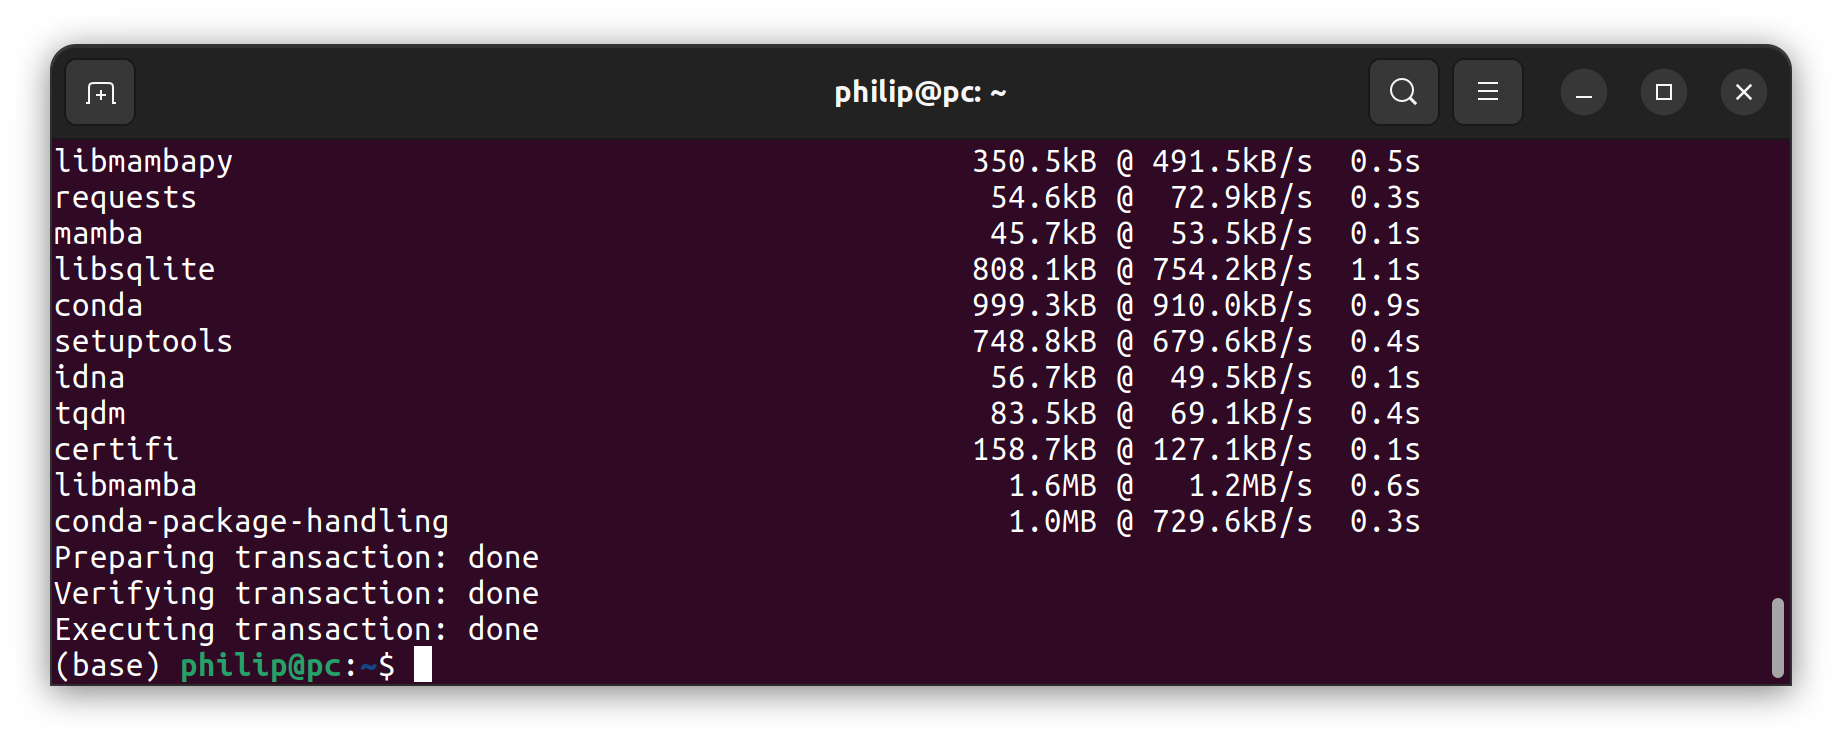 philip@pc: ~
libmambapy 350.5kB @ 491.5kB/s 0.5s
requests 54.6kB @ 72.9kB/s 0.3s
mamba 45.7kB @ 53.5kB/s 0.1s
libsqlite 808.1kB @ 754.2kB/s 1.1s
conda 999.3kB @ 910.0kB/s 0.9s
setuptools 748.8kB @ 679.6kB/s 0.4s
idna 56.7kB @ 49.5kB/s 0.1s
tqdm 83.5kB @ 69.1kB/s 0.4s
certifi 158.7kB @ 127.1kB/s 0.1s
libmamba 1.6MB @ 1.2MB/s 0.6s
conda-package-handling 1.0MB @ 729.6kB/s 0.3s
Preparing transaction: done
Verifying transaction: done
Executing transaction: done
(base) philip@pc:~$